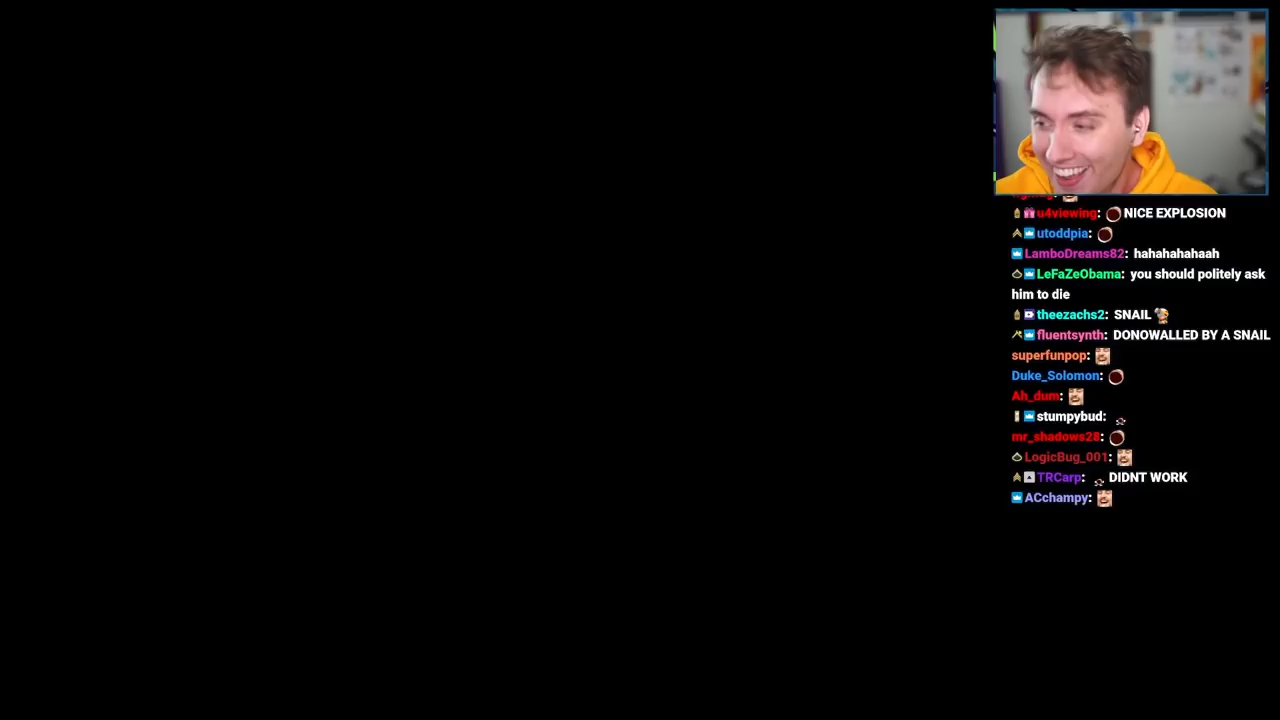 u4viewing: NICE EXPLOSION
utoddpia:
LamboDreams82: hahahahahaah
LeFaZeObama: you should politely ask
him to die
theezachs2: SNAIL
fluentsynth: DONOWALLED BY A SNAIL
superfunpop:
Duke_Solomon:
Ah_dum:
stumpybud:
mr_shadows28:
LogicBug_001:
TRCarp: DIDNT WORK
ACchampy: